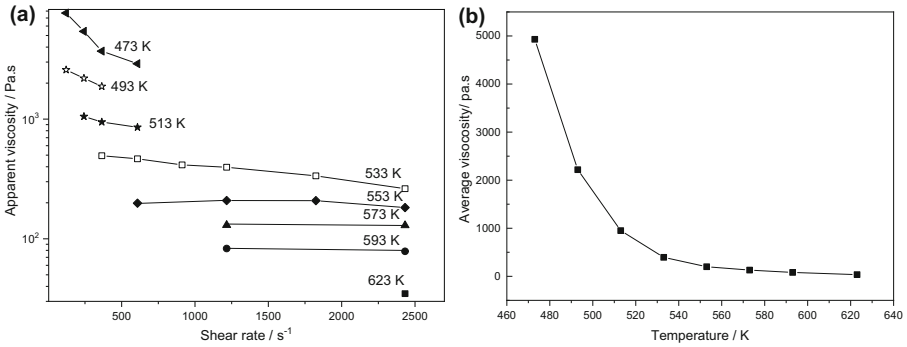 (a)
Apparent viscosity / Pa.s
10³
10²
473 K
493 K
513 K
533 K
553 K
573 K
593 K
623 K
500 1000 1500 2000 2500
Shear rate / s⁻¹
(b)
Average visocosity/ pa.s
5000
4000
3000
2000
1000
0
460 480 500 520 540 560 580 600 620 640
Temperature / K